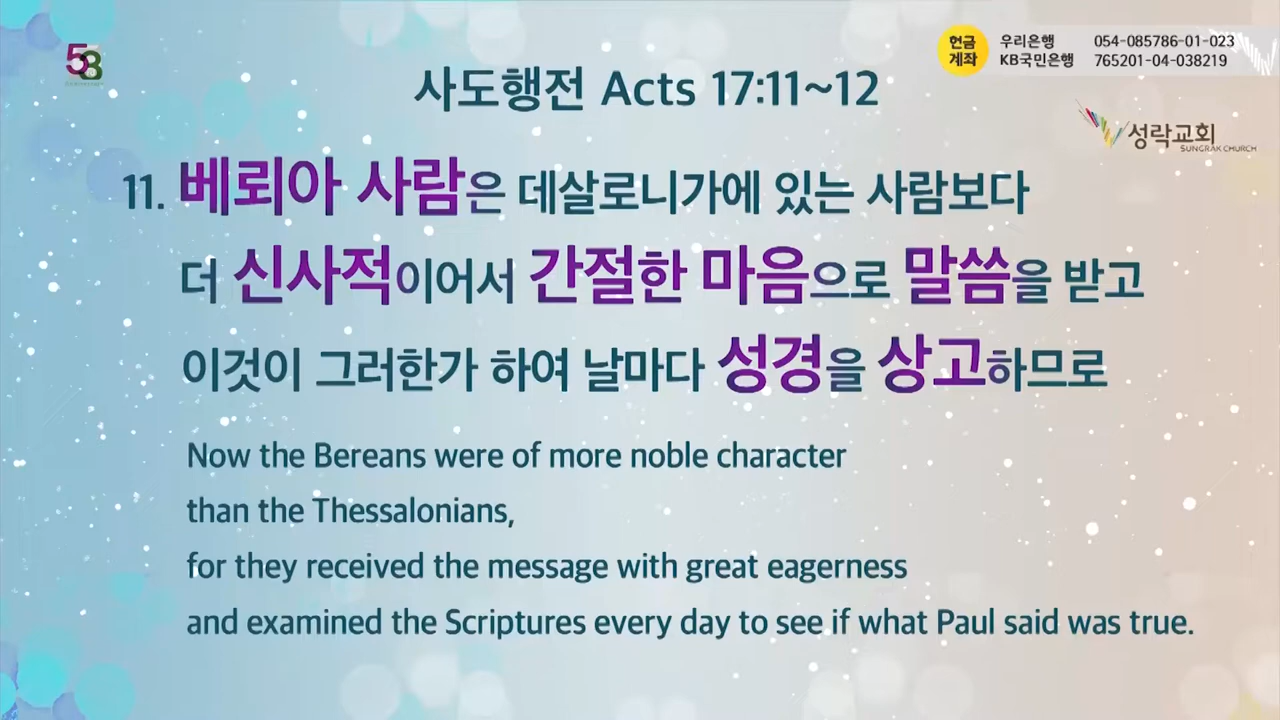 58
헌금
계좌
우리은행 054-085786-01-023
KB국민은행 765201-04-038219
사도행전 Acts 17:11~12
성락교회
SUNGRAK CHURCH
11. 베뢰아 사람은 데살로니가에 있는 사람보다
더 신사적이어서 간절한 마음으로 말씀을 받고
이것이 그러한가 하여 날마다 성경을 상고하므로
Now the Bereans were of more noble character
than the Thessalonians,
for they received the message with great eagerness
and examined the Scriptures every day to see if what Paul said was true.